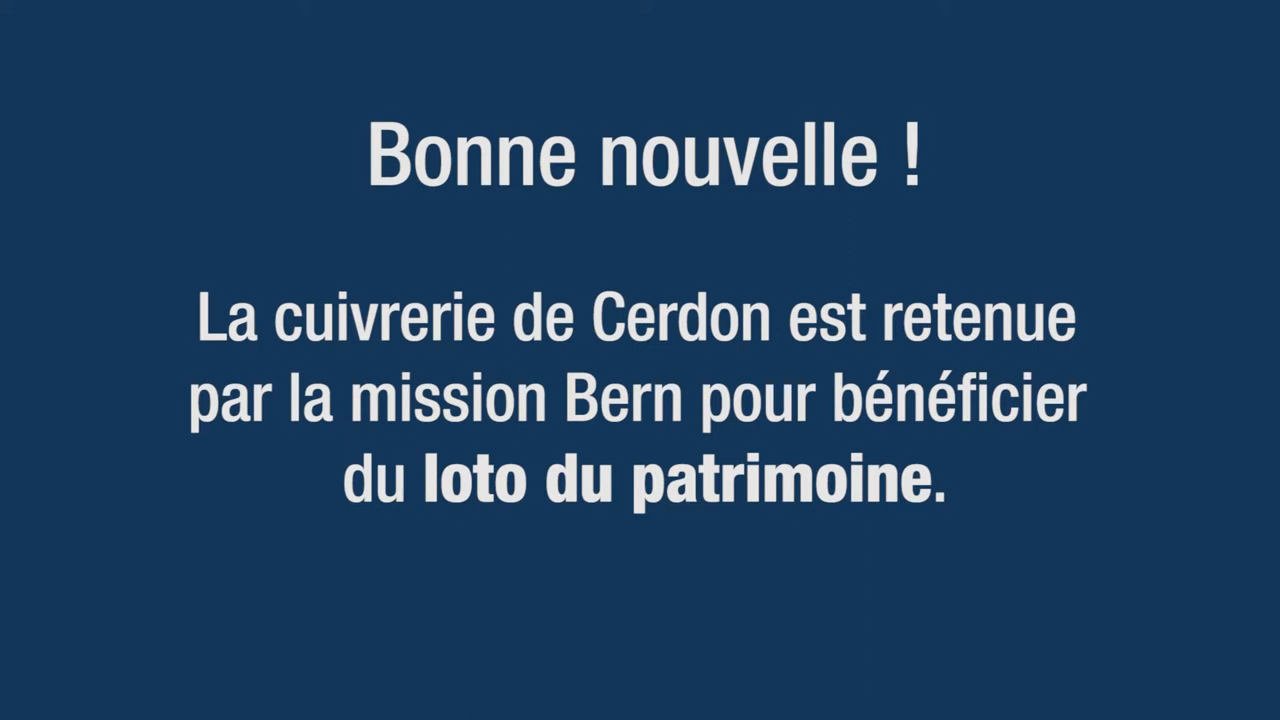 Bonne nouvelle !
La cuivrerie de Cerdon est retenue
par la mission Bern pour bénéficier
du loto du patrimoine.